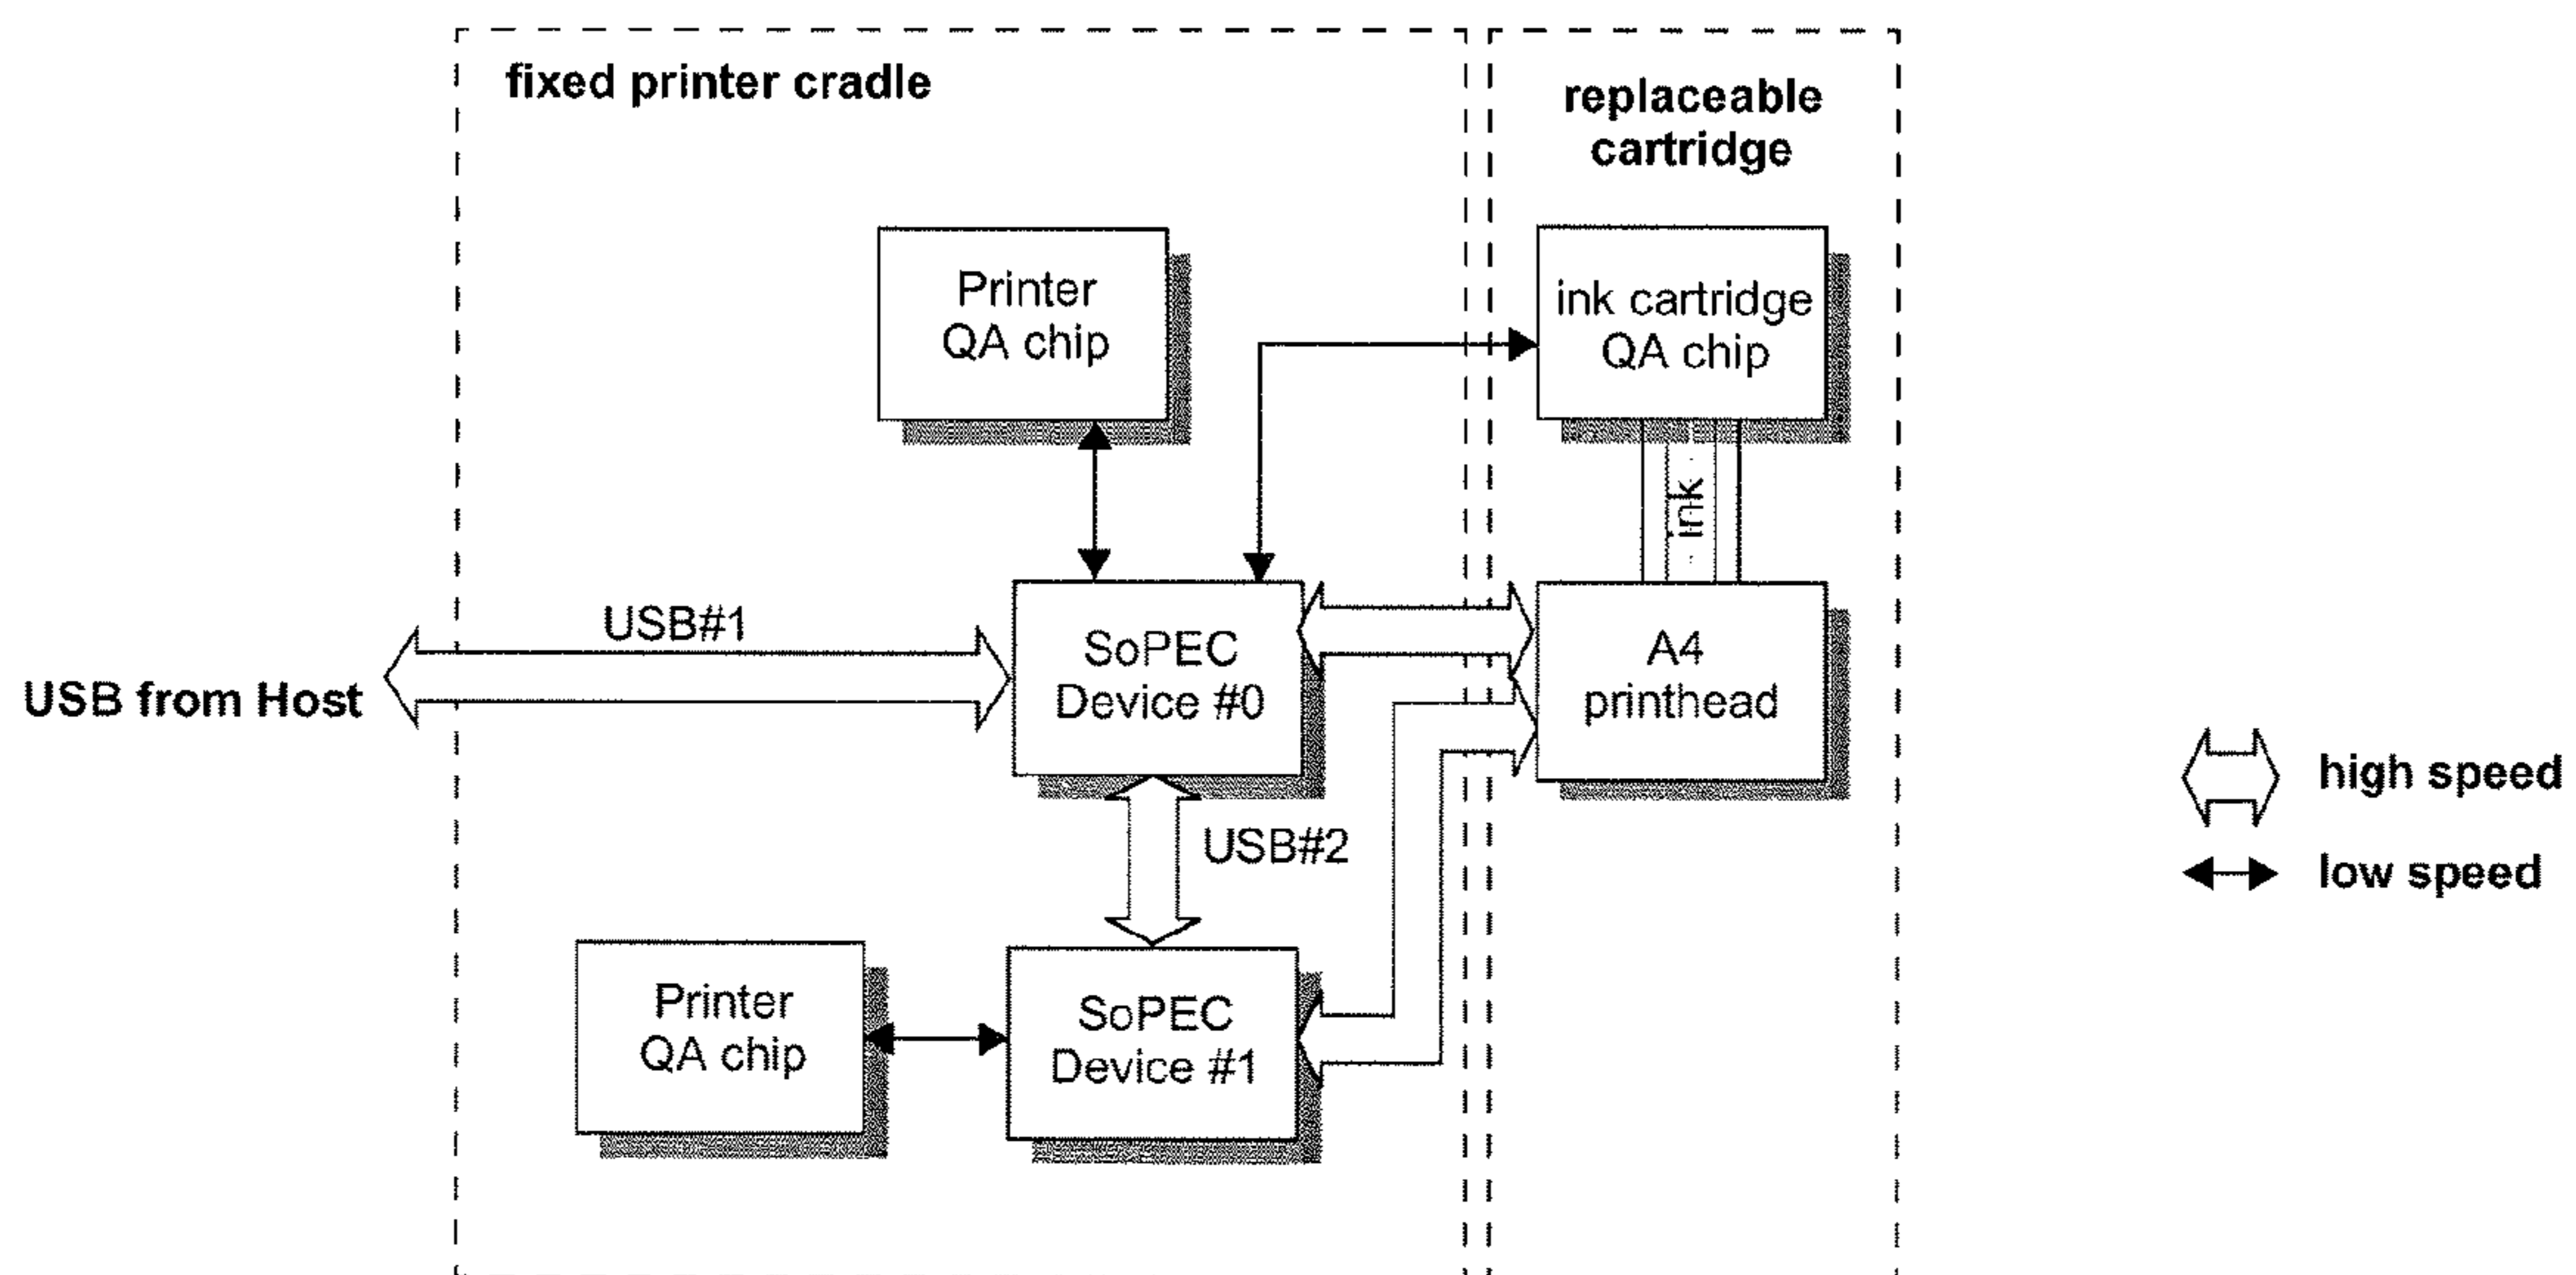 fixed printer cradle
replaceable
cartridge
Printer
QA chip
ink cartridge
QA chip
ink
USB#1
USB from Host
SoPEC
Device #0
A4
printhead
high speed
low speed
USB#2
Printer
QA chip
SoPEC
Device #1